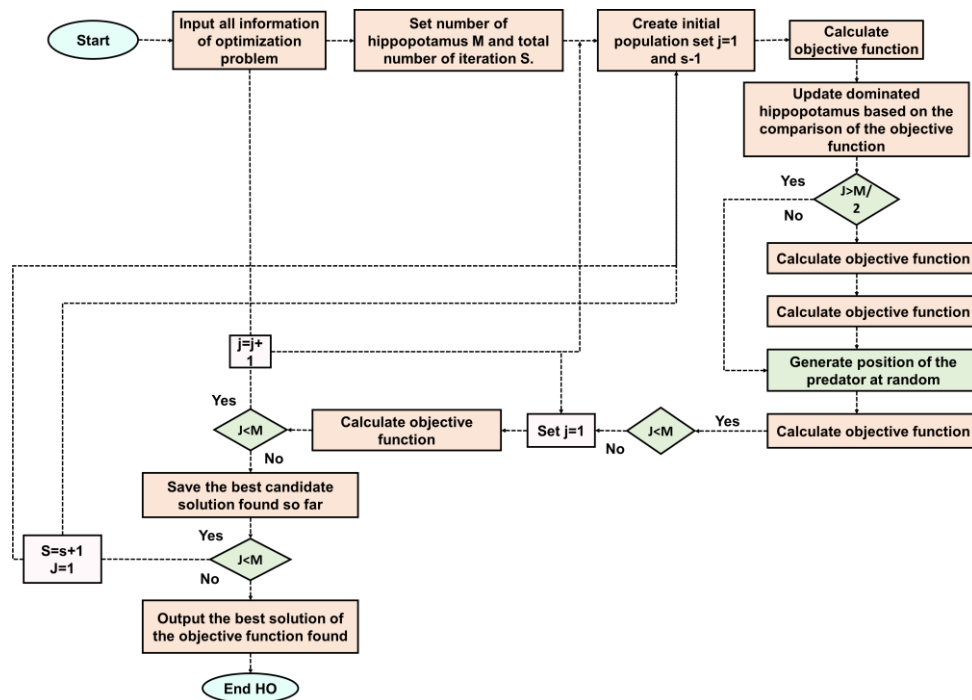 Start
Input all information
of optimization
problem
Set number of
hippopotamus M and total
number of iteration S.
Create initial
population set j=1
and s-1
Calculate
objective function
Update dominated
hippopotamus based on the
comparison of the objective
function
Yes
J>M/
2
No
Calculate objective function
Calculate objective function
Generate position of the
predator at random
Calculate objective function
Yes
J<M
No
Set j=1
Calculate objective
function
j=j+
1
Yes
J<M
No
Save the best candidate
solution found so far
Yes
J<M
No
S=s+1
J=1
Output the best solution of
the objective function found
End HO